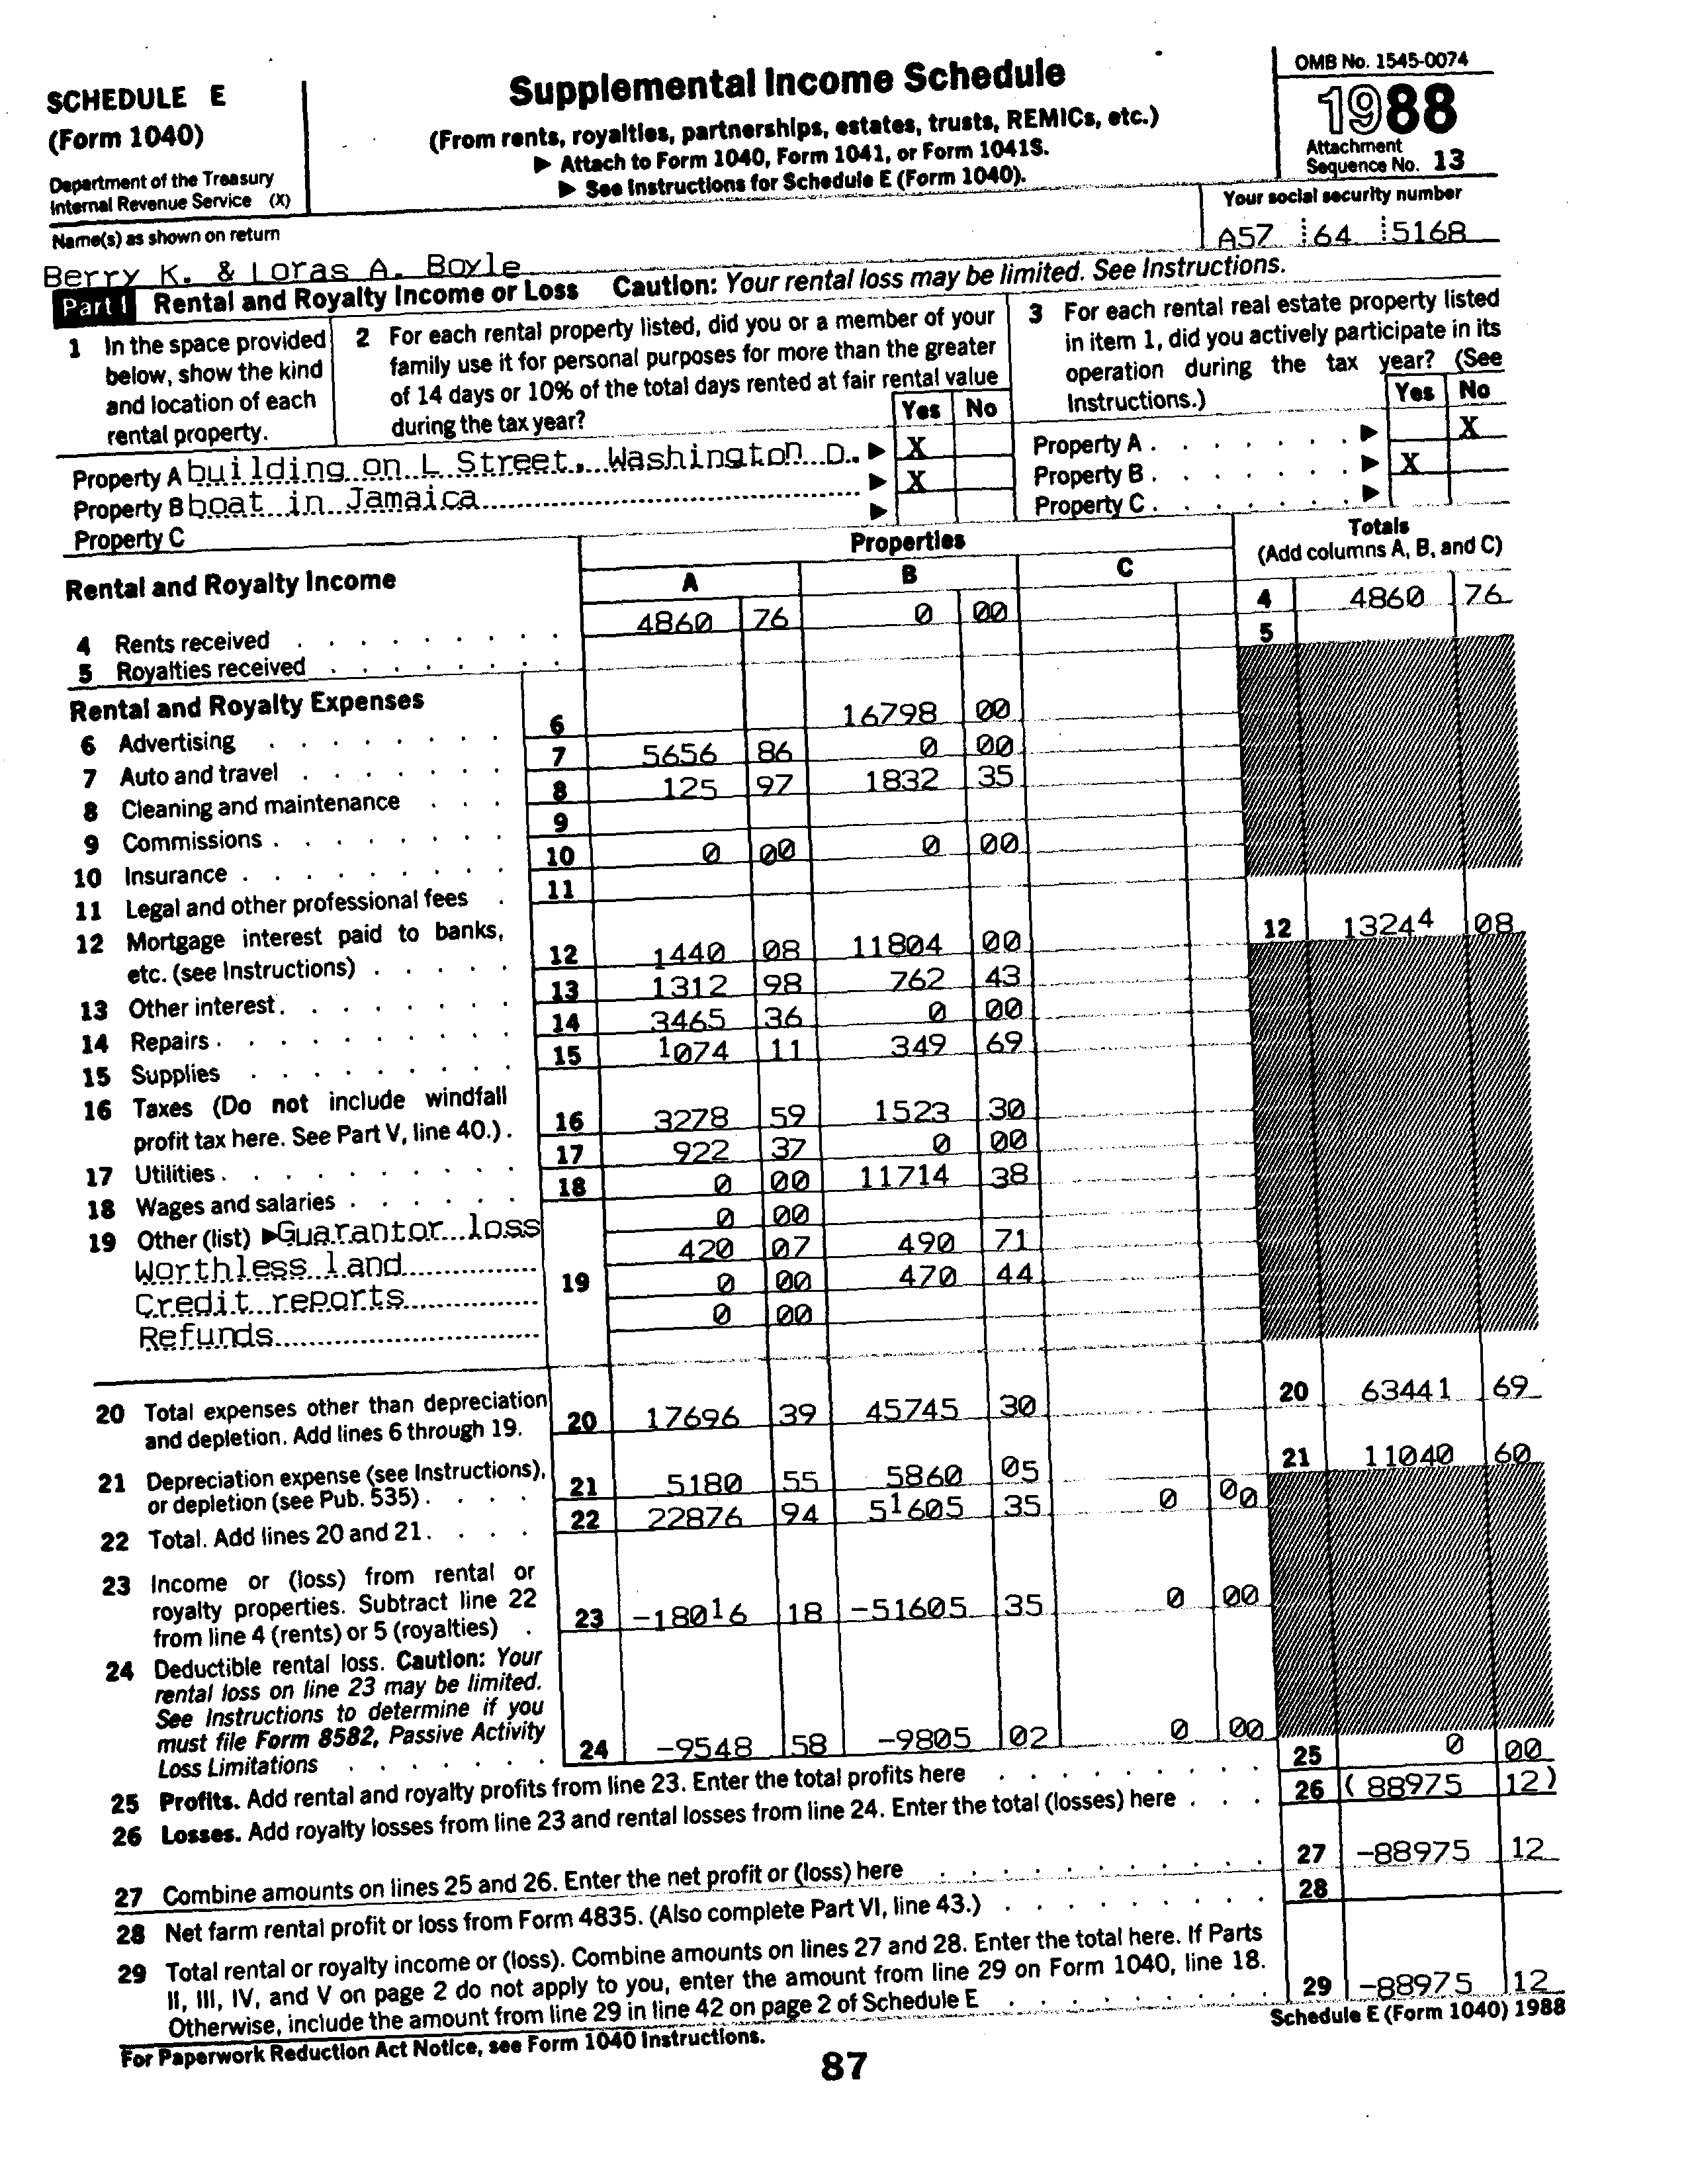 SCHEDULE E
(Form 1040)
Department of the Treasury
Internal Revenue Service (X)
Supplemental Income Schedule
(From rents, royalties, partnerships, estates, trusts, REMICs, etc.)
▶ Attach to Form 1040, Form 1041, or Form 1041S.
▶ See Instructions for Schedule E (Form 1040).
OMB No. 1545-0074
1988
Attachment
Sequence No. 13
Name(s) as shown on return
Berry K. & Loras A. Boyle
Your social security number
A57 64 5168
Part I Rental and Royalty Income or Loss Caution: Your rental loss may be limited. See Instructions.
1 In the space provided
below, show the kind
and location of each
rental property.
2 For each rental property listed, did you or a member of your
family use it for personal purposes for more than the greater
of 14 days or 10% of the total days rented at fair rental value
during the tax year?
Yes No
3 For each rental real estate property listed
in item 1, did you actively participate in its
operation during the tax year? (See
Instructions.)
Yes No
Property A building on L Street, Washington D. ▶ X
Property B boat in Jamaica ▶ X
Property C ▶
Property A . . . . . . . ▶ X
Property B . . . . . . . ▶ X
Property C . . . . . . . ▶
Rental and Royalty Income
Properties
A B C
Totals
(Add columns A, B, and C)
4 Rents received 4860 76 0 00 4 4860 76
5 Royalties received 5
Rental and Royalty Expenses
6 Advertising 6 16798 00
7 Auto and travel 7 5656 86 0 00
8 Cleaning and maintenance 8 125 97 1832 35
9 Commissions 9
10 Insurance 10 0 00 0 00
11 Legal and other professional fees 11
12 Mortgage interest paid to banks,
etc. (see Instructions) 12 1440 08 11804 00 12 13244 08
13 Other interest 13 1312 98 762 43
14 Repairs 14 3465 36 0 00
15 Supplies 15 1074 11 349 69
16 Taxes (Do not include windfall
profit tax here. See Part V, line 40.) 16 3278 59 1523 30
17 Utilities 17 922 37 0 00
18 Wages and salaries 18 0 00 11714 38
19 Other (list) ▶ Guarantor loss 0 00
Worthless land 420 07 490 71
Credit reports 19 0 00 470 44
Refunds 0 00
20 Total expenses other than depreciation
and depletion. Add lines 6 through 19. 20 17696 39 45745 30 20 63441 69
21 Depreciation expense (see Instructions),
or depletion (see Pub. 535) 21 5180 55 5860 05 21 11040 60
22 Total. Add lines 20 and 21 22 22876 94 51605 35 0 00
23 Income or (loss) from rental or
royalty properties. Subtract line 22
from line 4 (rents) or 5 (royalties) 23 -18016 18 -51605 35 0 00
24 Deductible rental loss. Caution: Your
rental loss on line 23 may be limited.
See Instructions to determine if you
must file Form 8582, Passive Activity
Loss Limitations 24 -9548 58 -9805 02 0 00
25 Profits. Add rental and royalty profits from line 23. Enter the total profits here 25 0 00
26 Losses. Add royalty losses from line 23 and rental losses from line 24. Enter the total (losses) here 26 (88975 12)
27 Combine amounts on lines 25 and 26. Enter the net profit or (loss) here 27 -88975 12
28 Net farm rental profit or loss from Form 4835. (Also complete Part VI, line 43.) 28
29 Total rental or royalty income or (loss). Combine amounts on lines 27 and 28. Enter the total here. If Parts
II, III, IV, and V on page 2 do not apply to you, enter the amount from line 29 on Form 1040, line 18.
Otherwise, include the amount from line 29 in line 42 on page 2 of Schedule E 29 -88975 12
For Paperwork Reduction Act Notice, see Form 1040 Instructions.
Schedule E (Form 1040) 1988
87